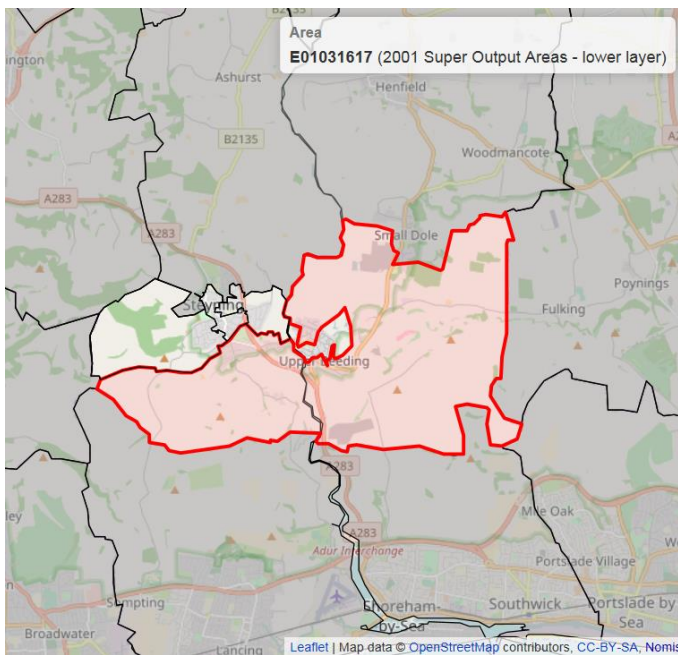 Area
E01031617 (2001 Super Output Areas - lower layer)
B2135
ington
Ashurst
Henfield
B2135
Woodmancote
A283
A283
Small Dole
Poynings
Steyning
Fulking
Upper Beeding
A283
ley
Mile Oak
A283
Adur Interchange
Portslade Village
Sompting
Shoreham-
by-Sea
Southwick
Portslade by
Sea
Broadwater
Lancing
Leaflet | Map data © OpenStreetMap contributors, CC-BY-SA, Nomis